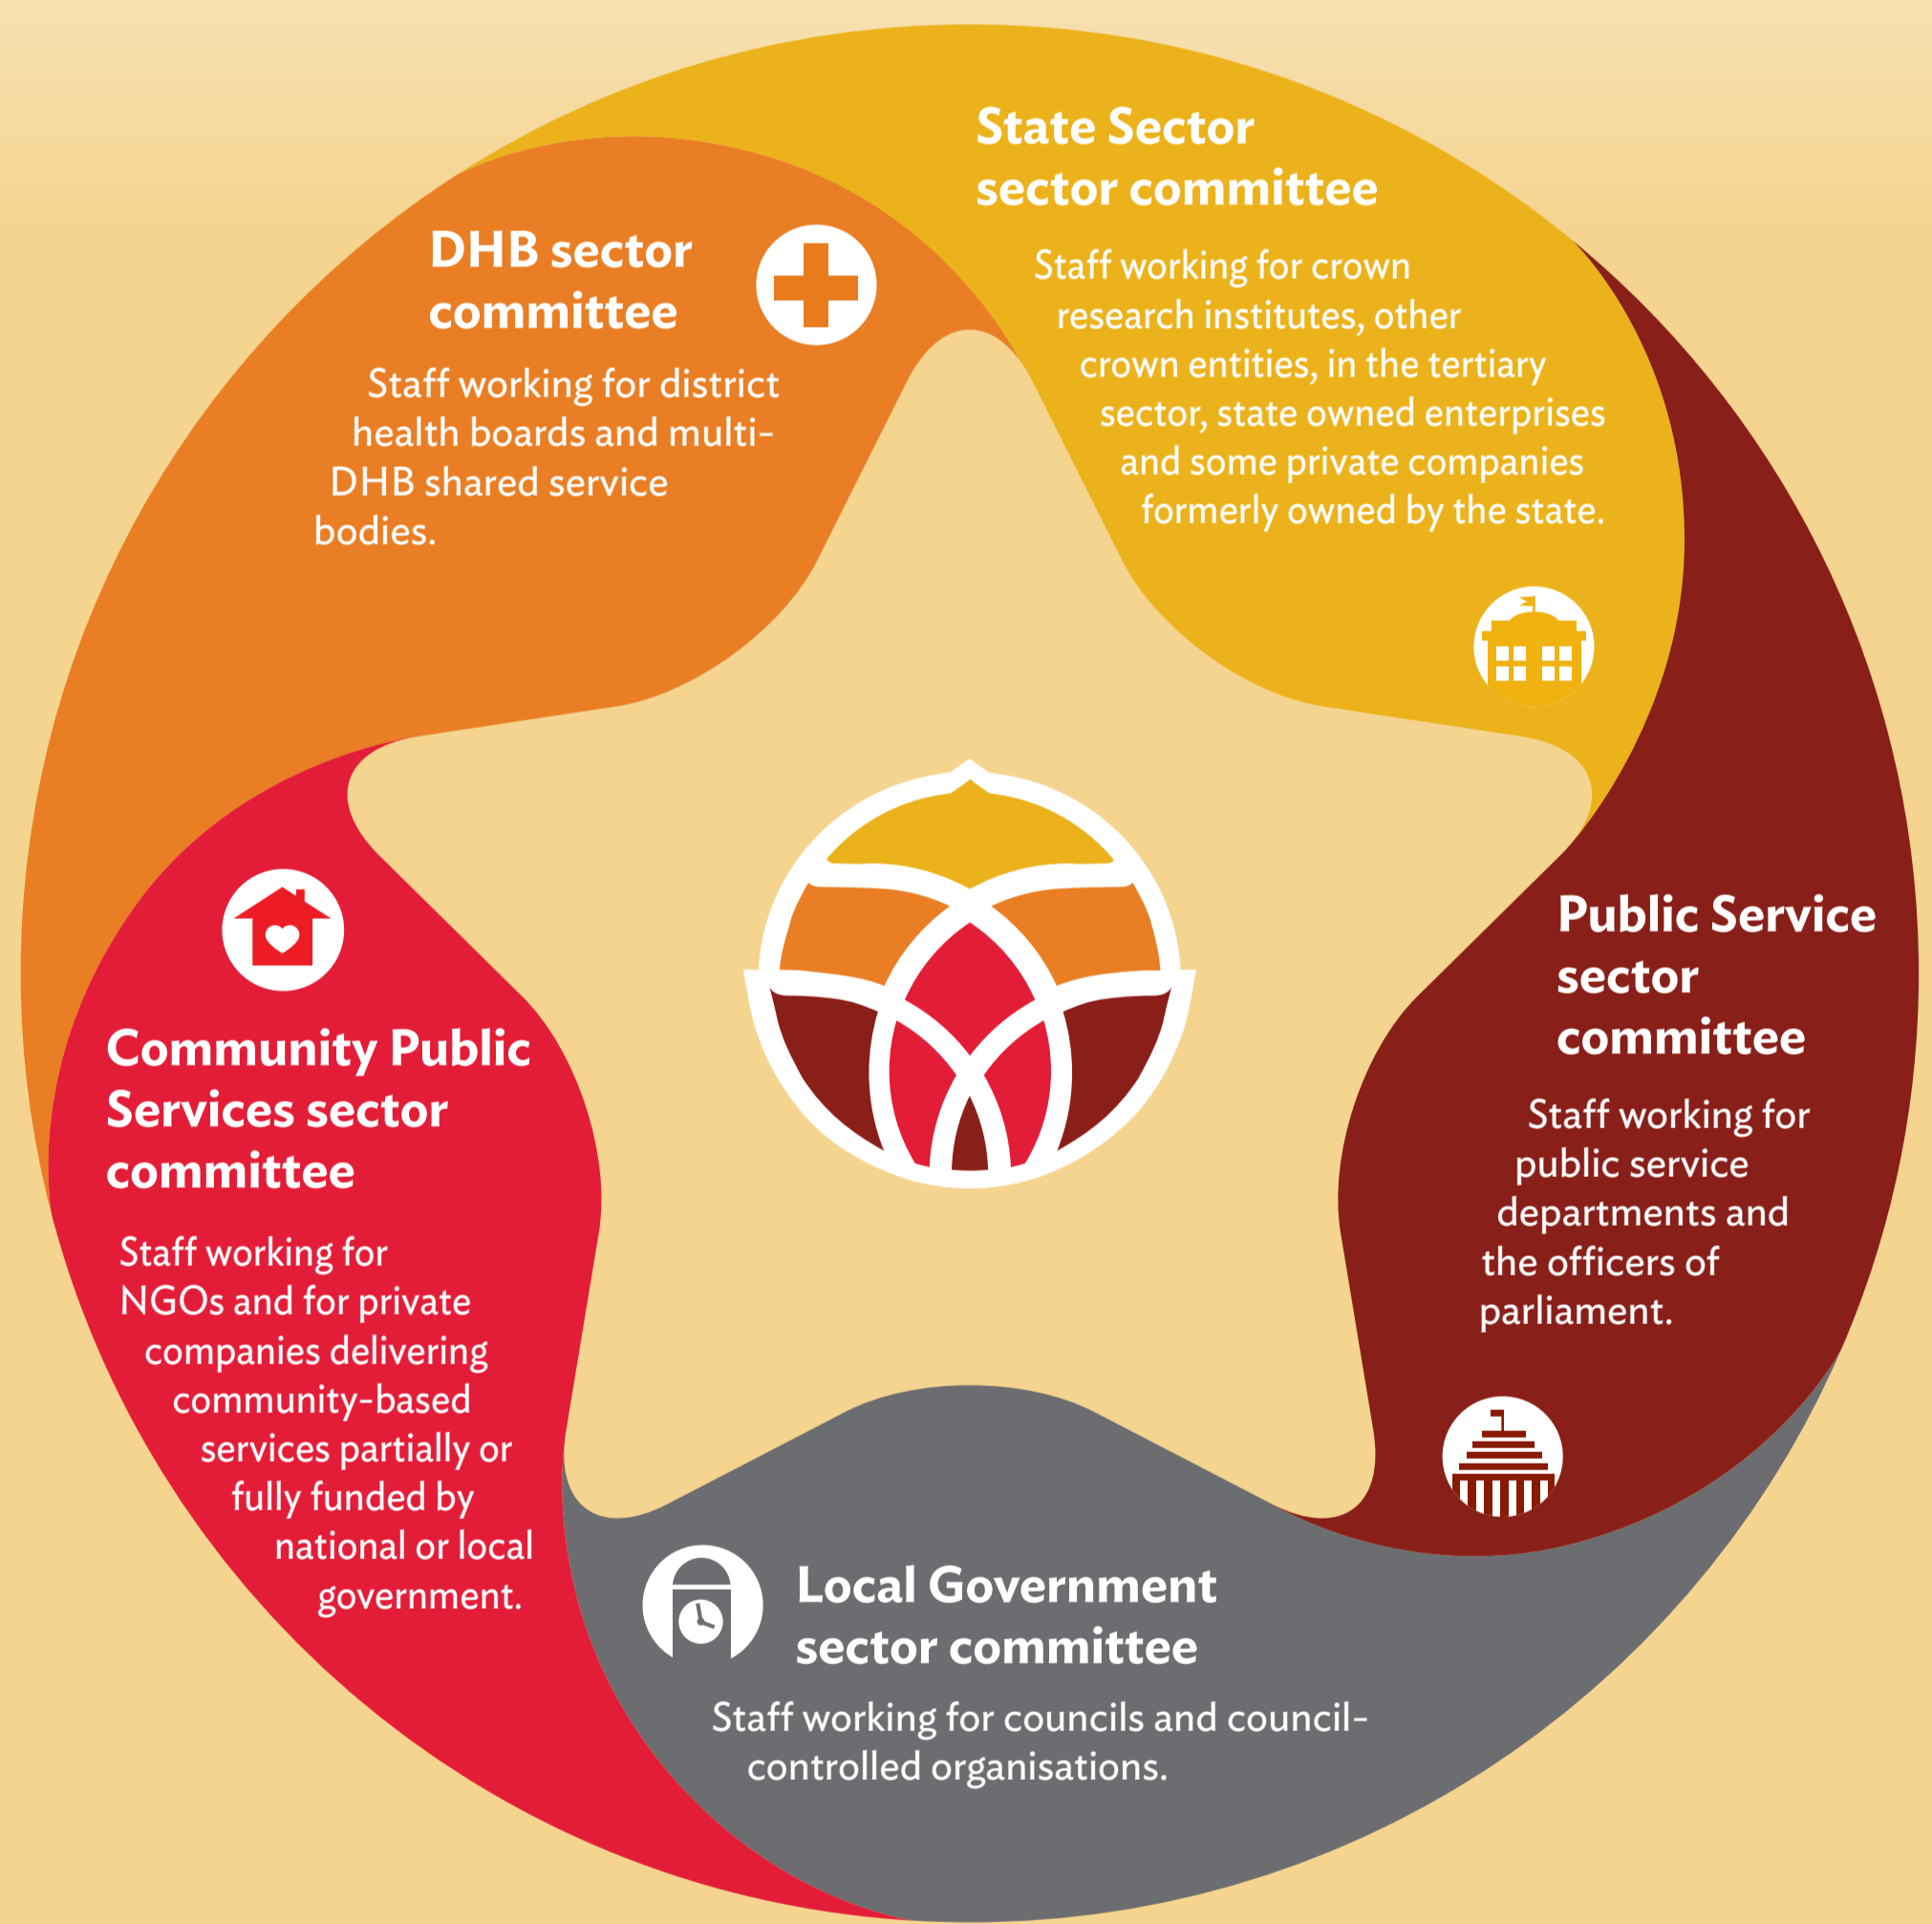 State Sector
sector committee
Staff working for crown
research institutes, other
crown entities, in the tertiary
sector, state owned enterprises
and some private companies
formerly owned by the state.
DHB sector
committee
Staff working for district
health boards and multi-
DHB shared service
bodies.
Public Service
sector
committee
Staff working for
public service
departments and
the officers of
parliament.
Community Public
Services sector
committee
Staff working for
NGOs and for private
companies delivering
community-based
services partially or
fully funded by
national or local
government.
Local Government
sector committee
Staff working for councils and council-
controlled organisations.